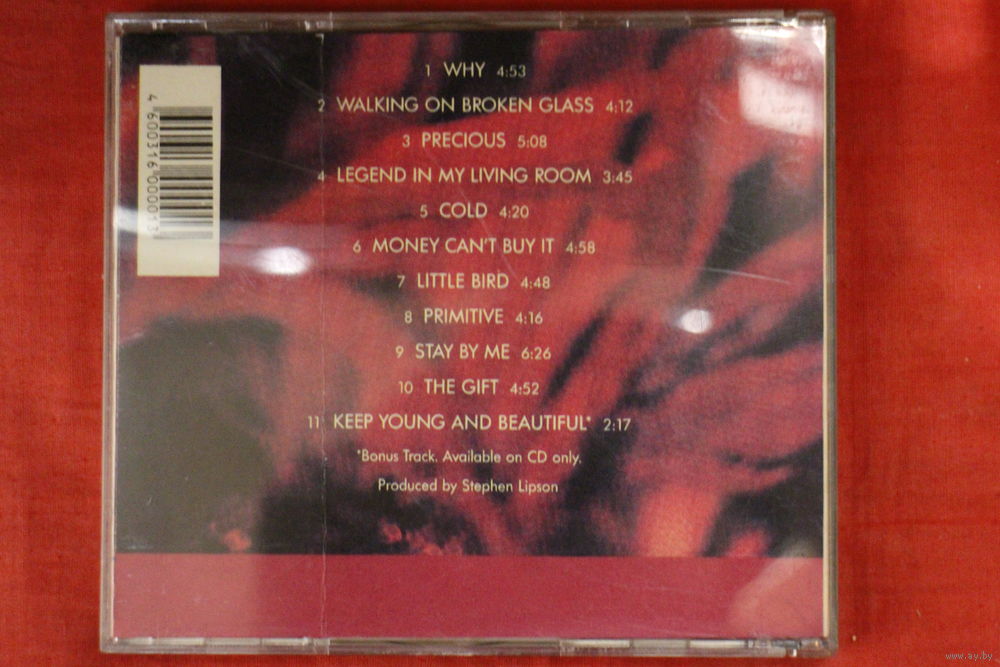 1 WHY 4:53
2 WALKING ON BROKEN GLASS 4:12
3 PRECIOUS 5:08
4 LEGEND IN MY LIVING ROOM 3:45
5 COLD 4:20
6 MONEY CAN'T BUY IT 4:58
7 LITTLE BIRD 4:48
8 PRIMITIVE 4:16
9 STAY BY ME 6:26
10 THE GIFT 4:52
11 KEEP YOUNG AND BEAUTIFUL* 2:17
*Bonus Track. Available on CD only.
Produced by Stephen Lipson
4 600316 000013
www.ay.by